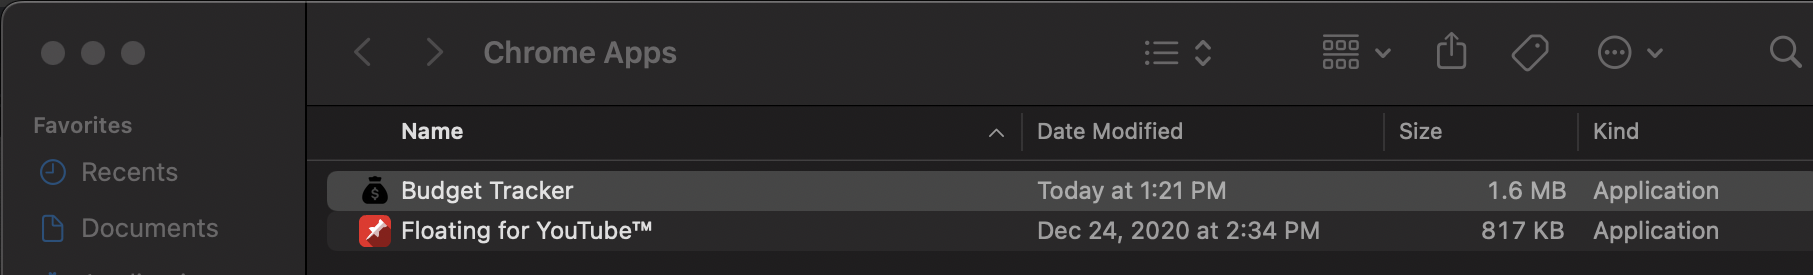 Chrome Apps
Favorites
Recents
Documents
Name Date Modified Size Kind
$ Budget Tracker Today at 1:21 PM 1.6 MB Application
Floating for YouTube™ Dec 24, 2020 at 2:34 PM 817 KB Application